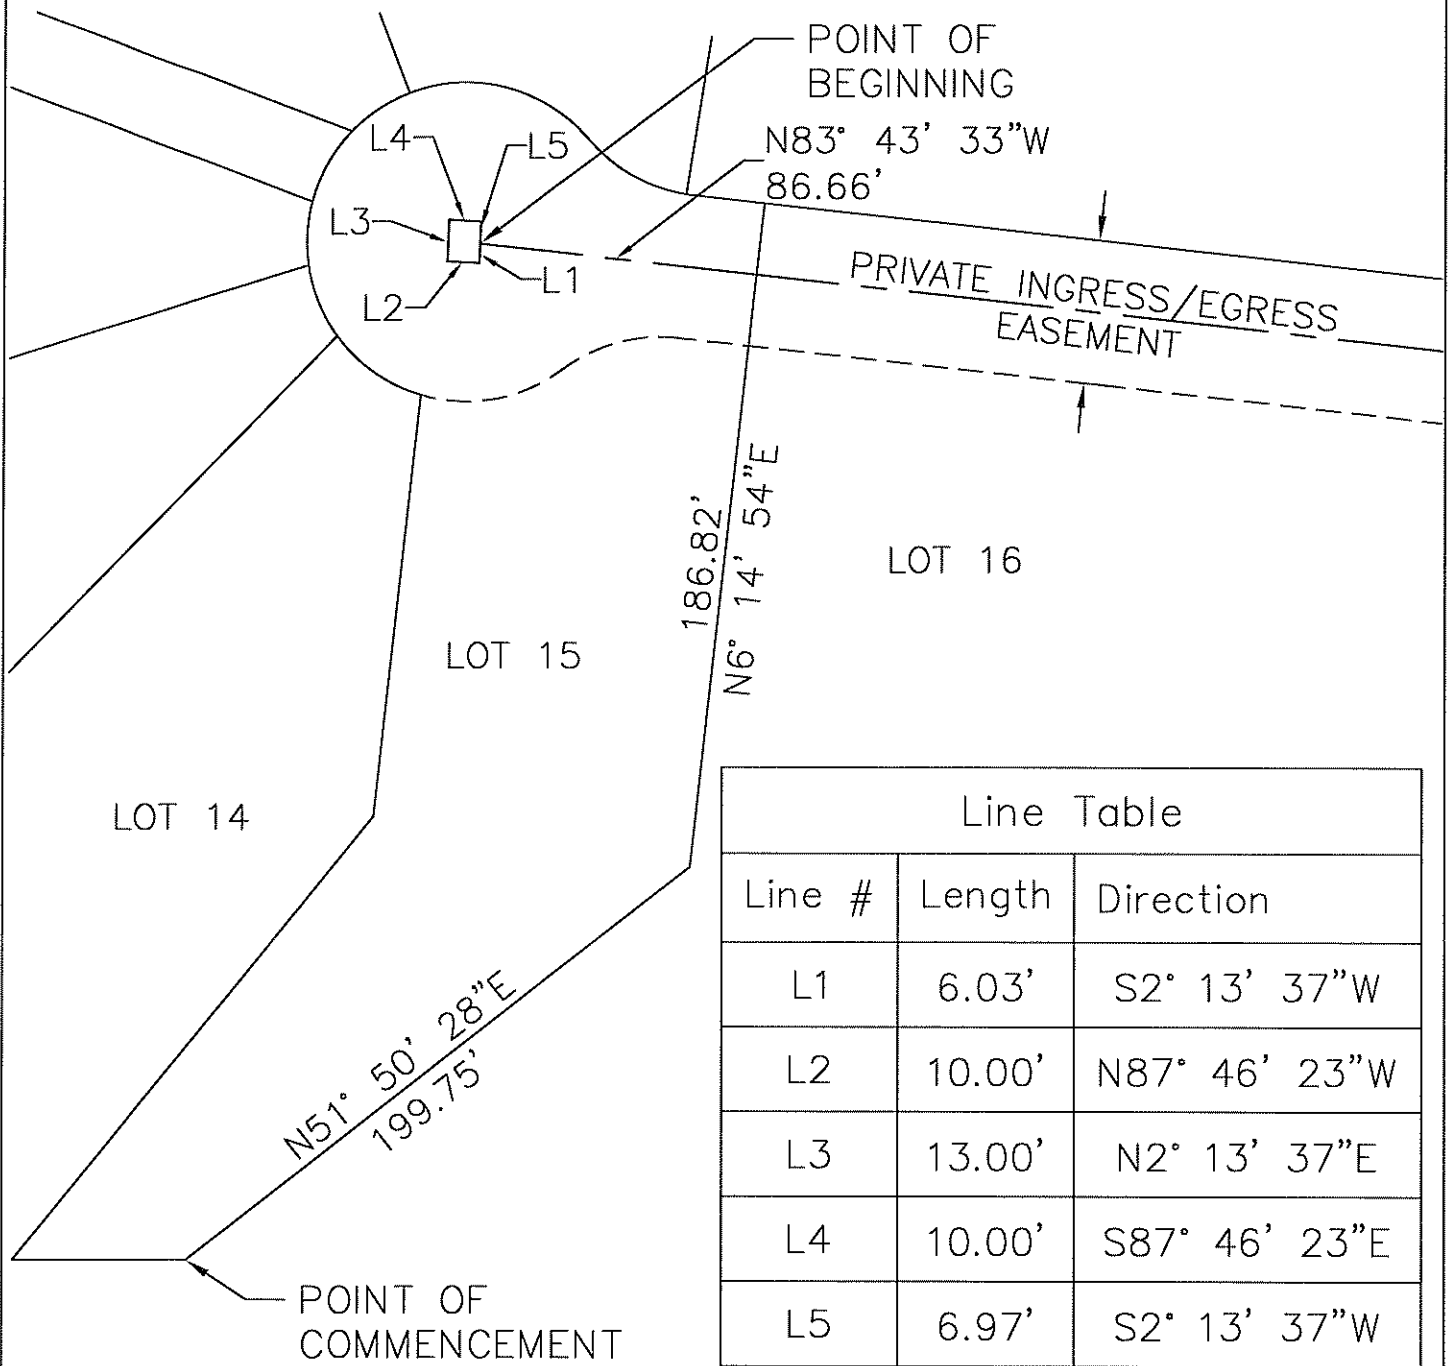 POINT OF
BEGINNING
N83° 43' 33"W
86.66'
L4
L5
L3
L1
L2
PRIVATE INGRESS/EGRESS
EASEMENT
186.82'
N6° 14' 54"E
LOT 16
LOT 15
LOT 14
N51° 50' 28"E
199.75'
POINT OF
COMMENCEMENT
Line Table
Line # Length Direction
L1 6.03' S2° 13' 37"W
L2 10.00' N87° 46' 23"W
L3 13.00' N2° 13' 37"E
L4 10.00' S87° 46' 23"E
L5 6.97' S2° 13' 37"W